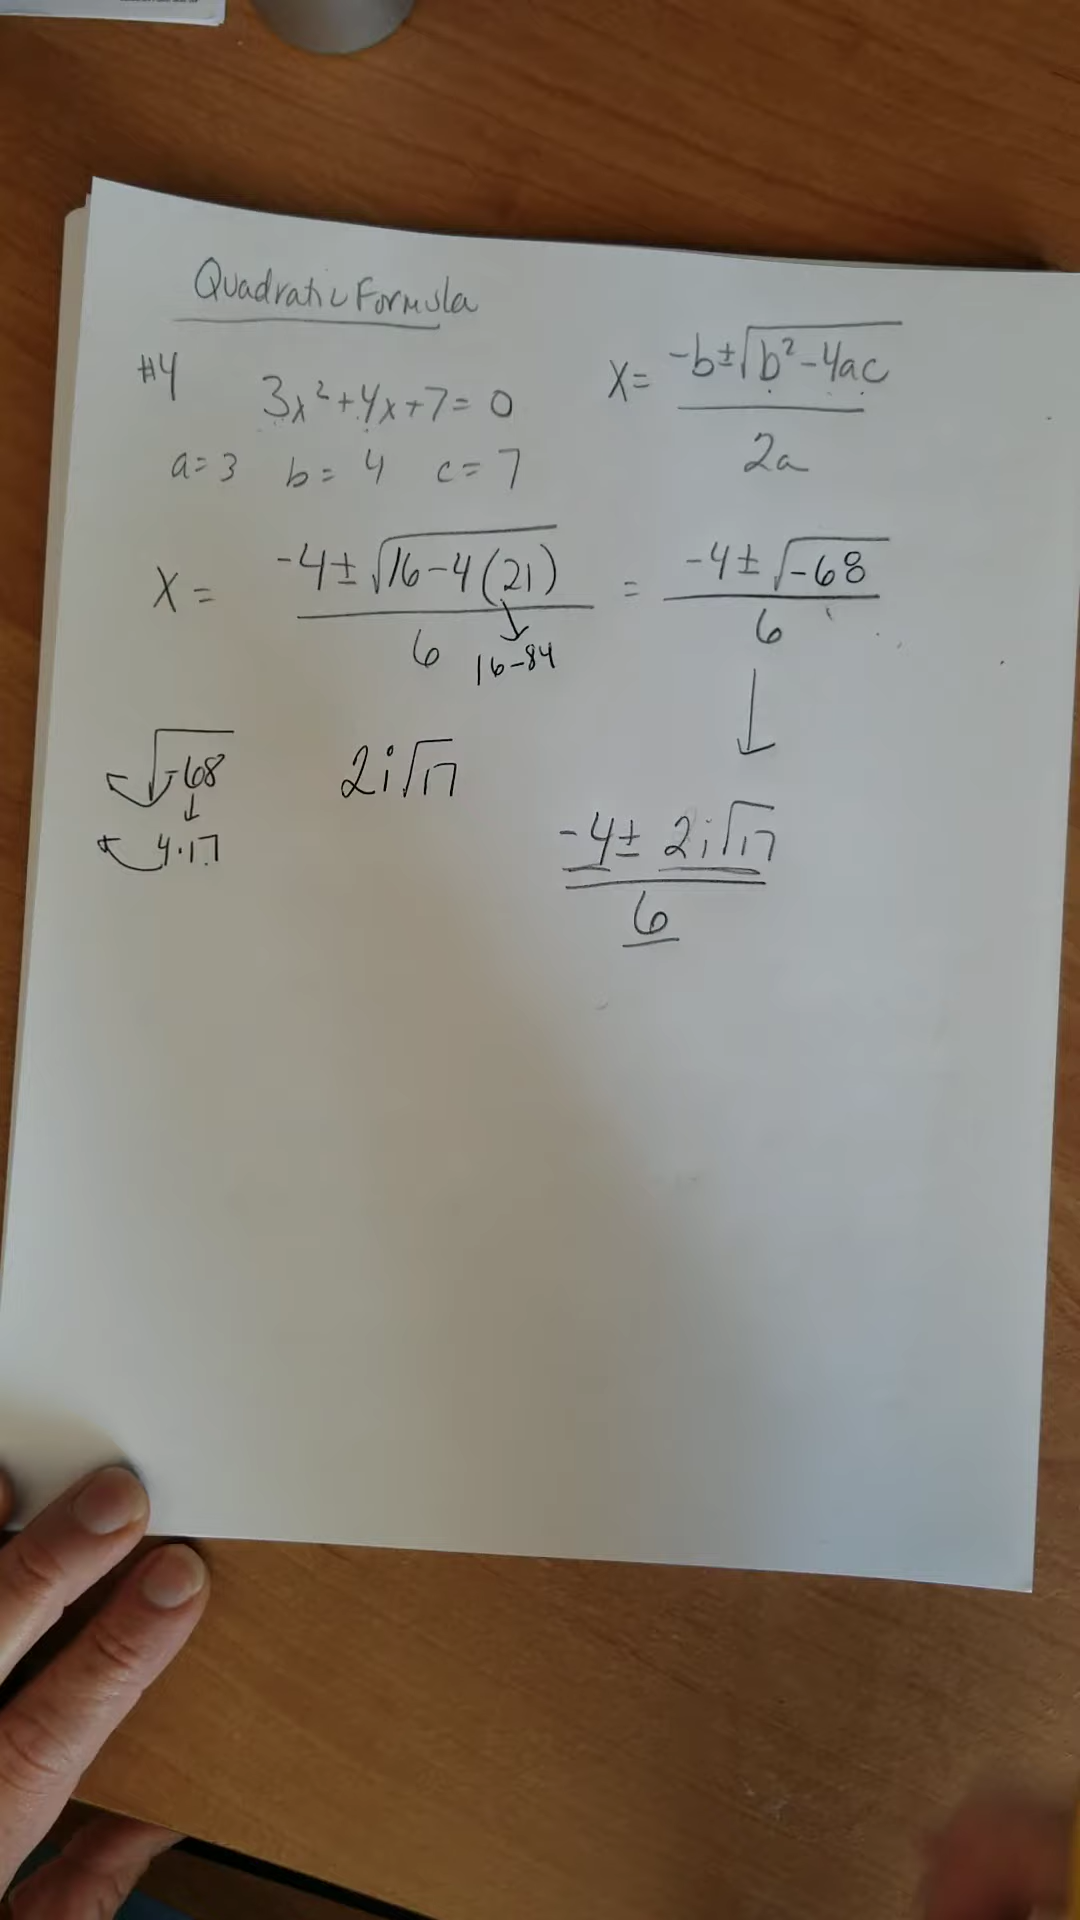 Quadratic Formula
#4 3x²+4x+7=0 x= -b±√b²-4ac / 2a
a=3 b=4 c=7
x= -4±√16-4(21) / 6 = -4±√-68 / 6
16-84
√-68 2i√17
4·17
-4±2i√17 / 6